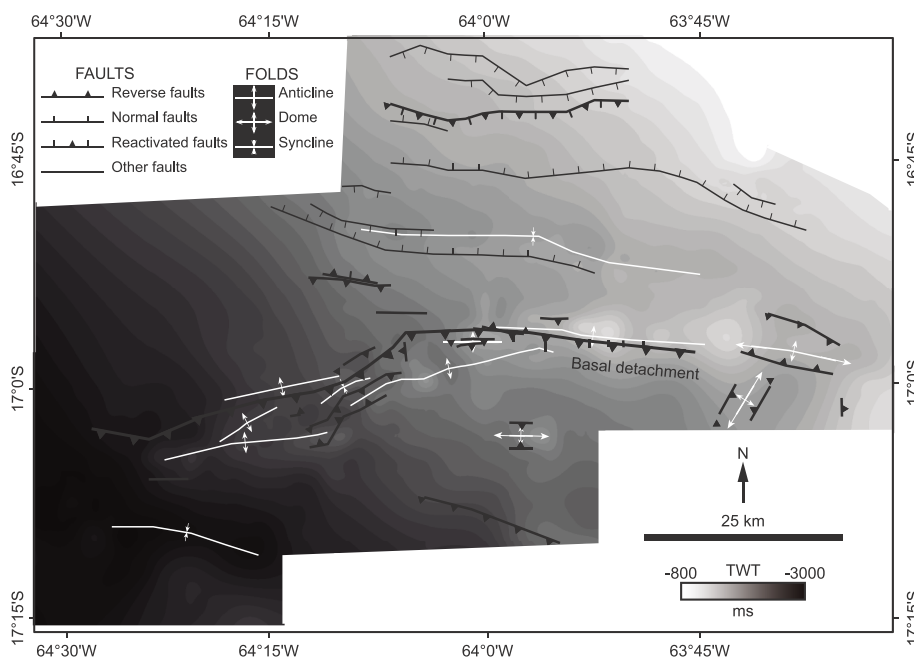 64°30'W 64°15'W 64°0'W 63°45'W
FAULTS FOLDS
Reverse faults Anticline
Normal faults Dome
Reactivated faults Syncline
Other faults
16°45'S 16°45'S
Basal detachment
17°0'S 17°0'S
N
25 km
-800 TWT -3000
ms
17°15'S 17°15'S
64°30'W 64°15'W 64°0'W 63°45'W